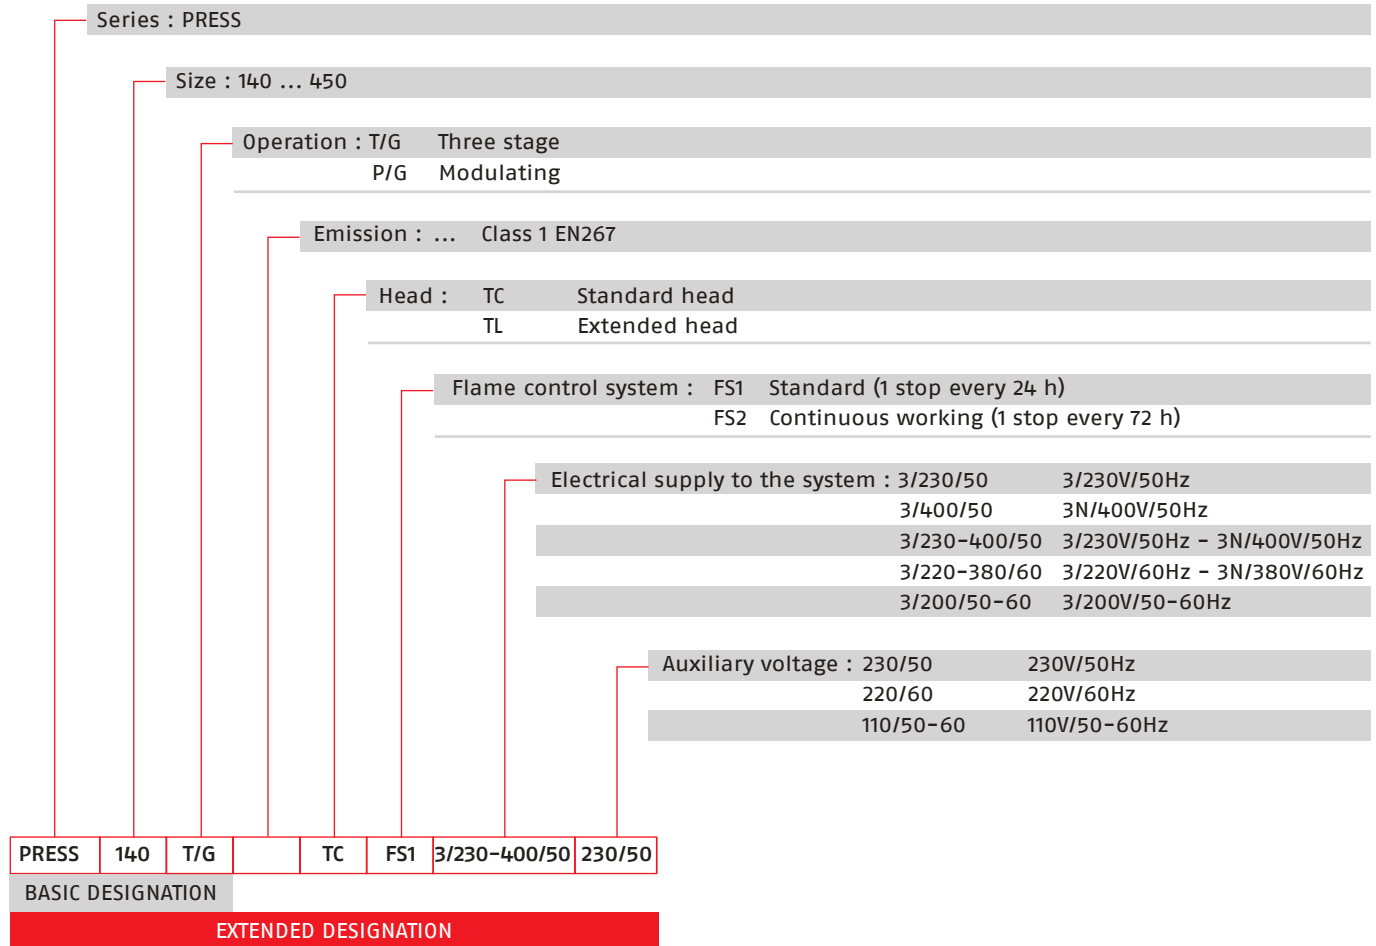 Series : PRESS
Size : 140 ... 450
Operation : T/G Three stage
P/G Modulating
Emission : ... Class 1 EN267
Head : TC Standard head
TL Extended head
Flame control system : FS1 Standard (1 stop every 24 h)
FS2 Continuous working (1 stop every 72 h)
Electrical supply to the system : 3/230/50 3/230V/50Hz
3/400/50 3N/400V/50Hz
3/230-400/50 3/230V/50Hz - 3N/400V/50Hz
3/220-380/60 3/220V/60Hz - 3N/380V/60Hz
3/200/50-60 3/200V/50-60Hz
Auxiliary voltage : 230/50 230V/50Hz
220/60 220V/60Hz
110/50-60 110V/50-60Hz
PRESS 140 T/G TC FS1 3/230-400/50 230/50
BASIC DESIGNATION
EXTENDED DESIGNATION